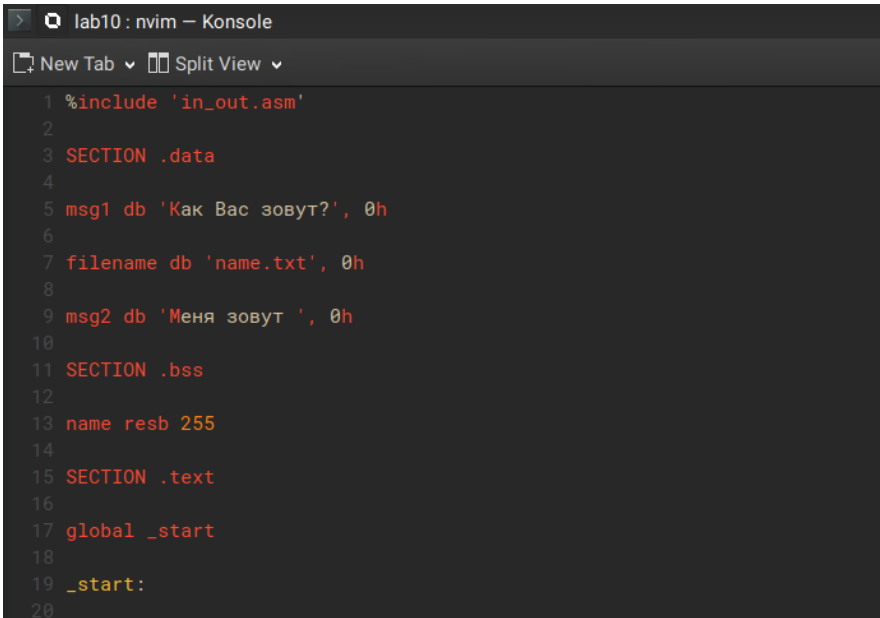 lab10 : nvim — Konsole
New Tab Split View
1 %include 'in_out.asm'
2
3 SECTION .data
4
5 msg1 db 'Как Вас зовут?', 0h
6
7 filename db 'name.txt', 0h
8
9 msg2 db 'Меня зовут ', 0h
10
11 SECTION .bss
12
13 name resb 255
14
15 SECTION .text
16
17 global _start
18
19 _start:
20